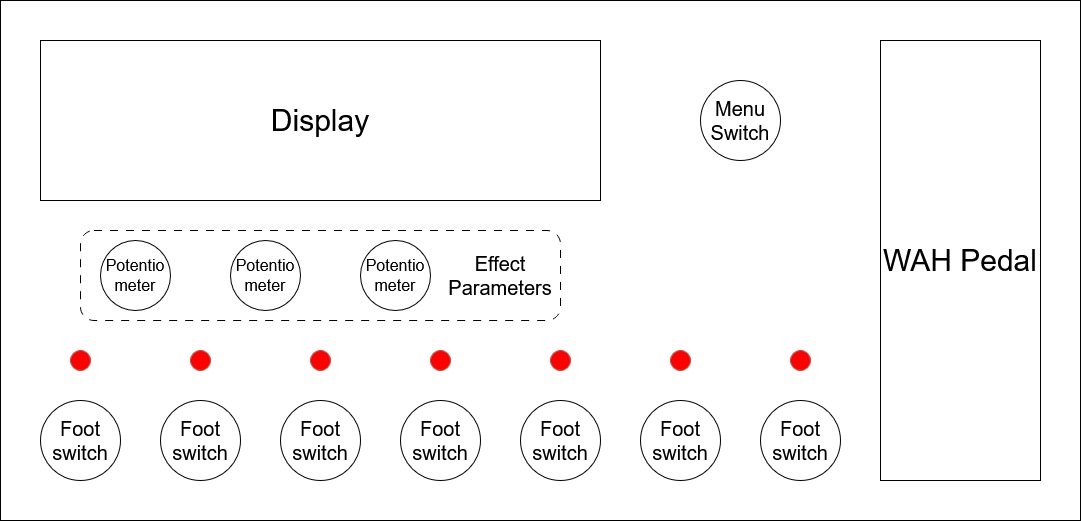 Display
Menu
Switch
WAH Pedal
Potentio
meter
Potentio
meter
Potentio
meter
Effect
Parameters
Foot
switch
Foot
switch
Foot
switch
Foot
switch
Foot
switch
Foot
switch
Foot
switch